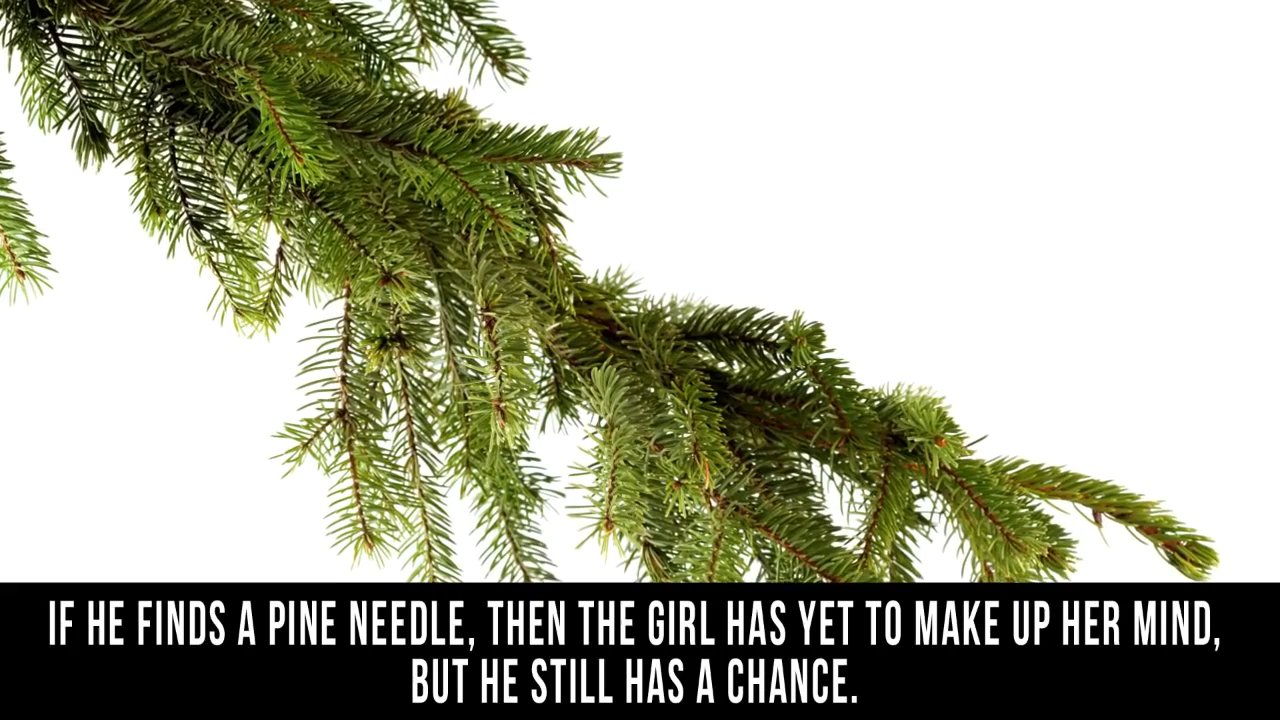 IF HE FINDS A PINE NEEDLE, THEN THE GIRL HAS YET TO MAKE UP HER MIND,
BUT HE STILL HAS A CHANCE.